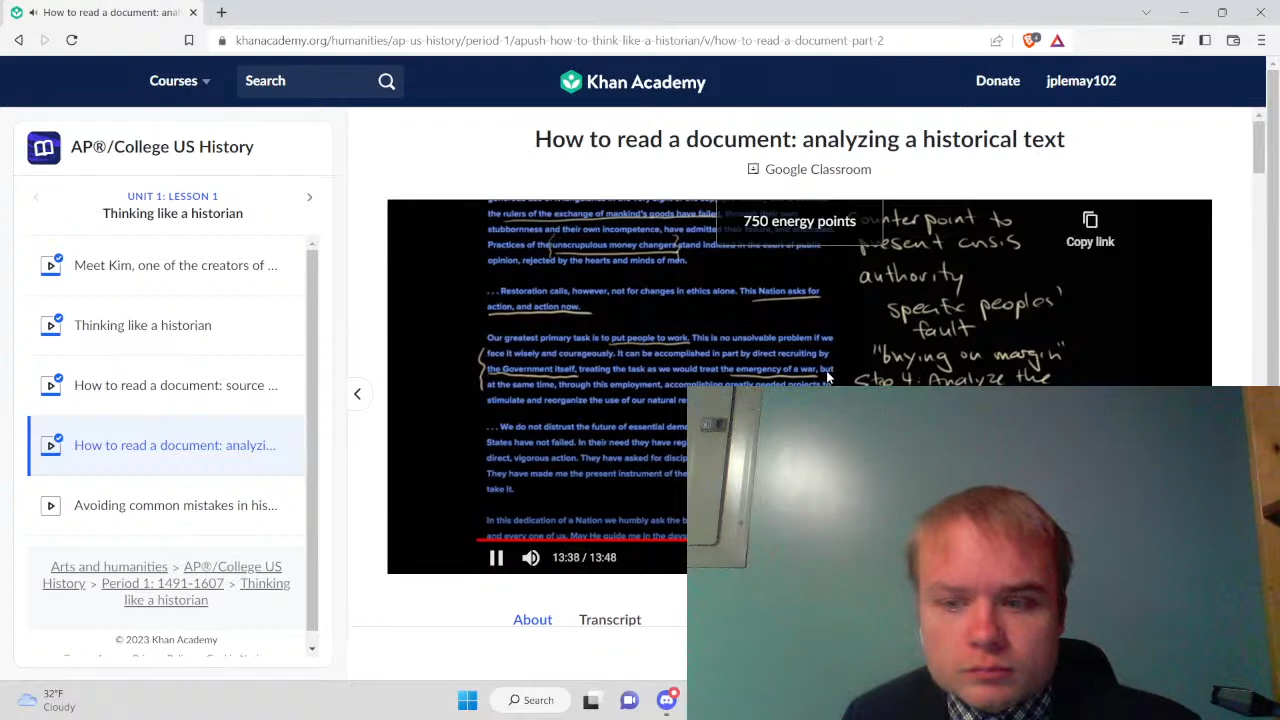 How to read a document: ana
khanacademy.org/humanities/ap-us-history/period-1/apush-how-to-think-like-a-historian/v/how-to-read-a-document-part-2
Courses
Search
Khan Academy
Donate
jplemay102
AP®/College US History
UNIT 1: LESSON 1
Thinking like a historian
Meet Kim, one of the creators of ...
Thinking like a historian
How to read a document: source ...
How to read a document: analyzi...
Avoiding common mistakes in his...
Arts and humanities > AP®/College US
History > Period 1: 1491-1607 > Thinking
like a historian
© 2023 Khan Academy
How to read a document: analyzing a historical text
Google Classroom
750 energy points
Copy link
the rulers of the exchange of mankind's goods have failed, through their own
stubbornness and their own incompetence, have admitted their failure, and
Practices of the unscrupulous money changers stand indicted in the court of public
opinion, rejected by the hearts and minds of men.
. . . Restoration calls, however, not for changes in ethics alone. This Nation asks for
action, and action now.
Our greatest primary task is to put people to work. This is no unsolvable problem if we
face it wisely and courageously. It can be accomplished in part by direct recruiting by
the Government itself, treating the task as we would treat the emergency of a war, but
at the same time, through this employment, accomplishing greatly needed projects to
stimulate and reorganize the use of our natural re
. . . We do not distrust the future of essential dem
States have not failed. In their need they have reg
direct, vigorous action. They have asked for discip
They have made me the present instrument of the
take it.
In this dedication of a Nation we humbly ask the b
and every one of us. May He guide me in the days
counterpoint to
present crisis
authority
specific peoples'
fault
"buying on margin"
Step 4: Analyze the
13:38 / 13:48
About
Transcript
32°F
Cloudy
Search